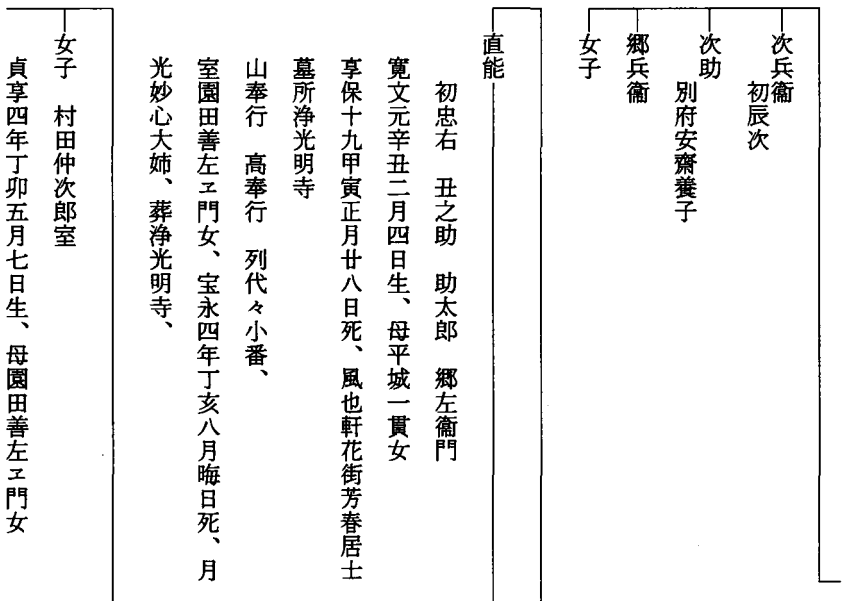 次兵衞
初辰次
次助
別府安齋養子
郷兵衞
女子
直能
初忠右　丑之助　助太郎　郷左衞門
寛文元辛丑二月四日生、母平城一貫女
享保十九甲寅正月廿八日死、風也軒花街芳春居士
墓所浄光明寺
山奉行　高奉行　列代々小番、
室園田善左ヱ門女、宝永四年丁亥八月晦日死、月
光妙心大姉、葬浄光明寺、
女子　村田仲次郎室
貞享四年丁卯五月七日生、母園田善左ヱ門女